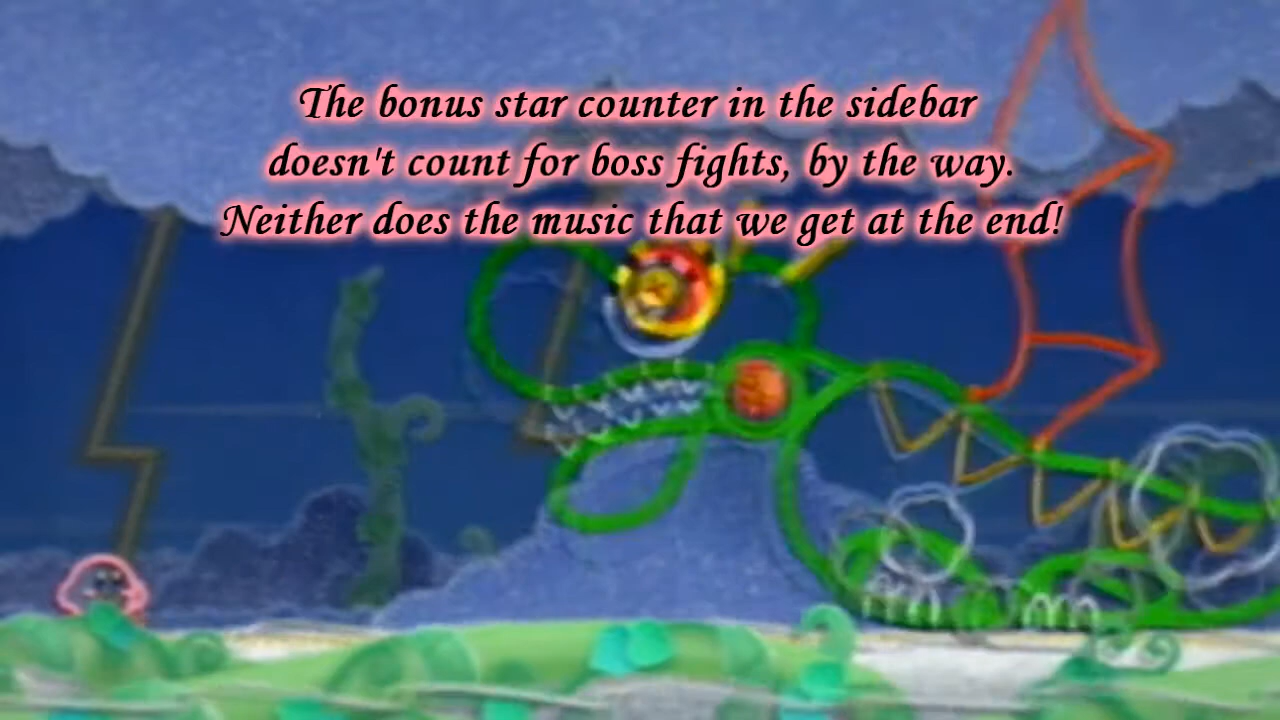 The bonus star counter in the sidebar
doesn't count for boss fights, by the way.
Neither does the music that we get at the end!